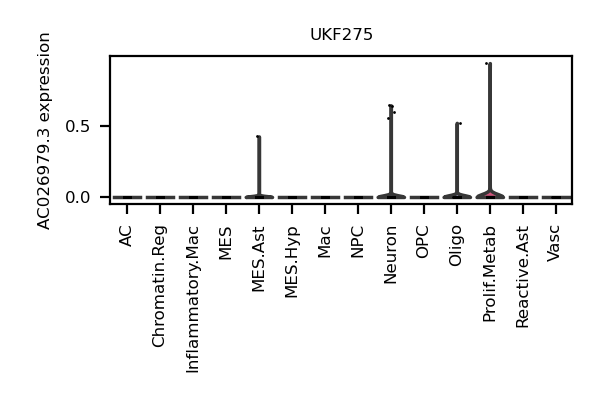 UKF275
AC026979.3 expression
0.5
0.0
AC
Chromatin.Reg
Inflammatory.Mac
MES
MES.Ast
MES.Hyp
Mac
NPC
Neuron
OPC
Oligo
Prolif.Metab
Reactive.Ast
Vasc